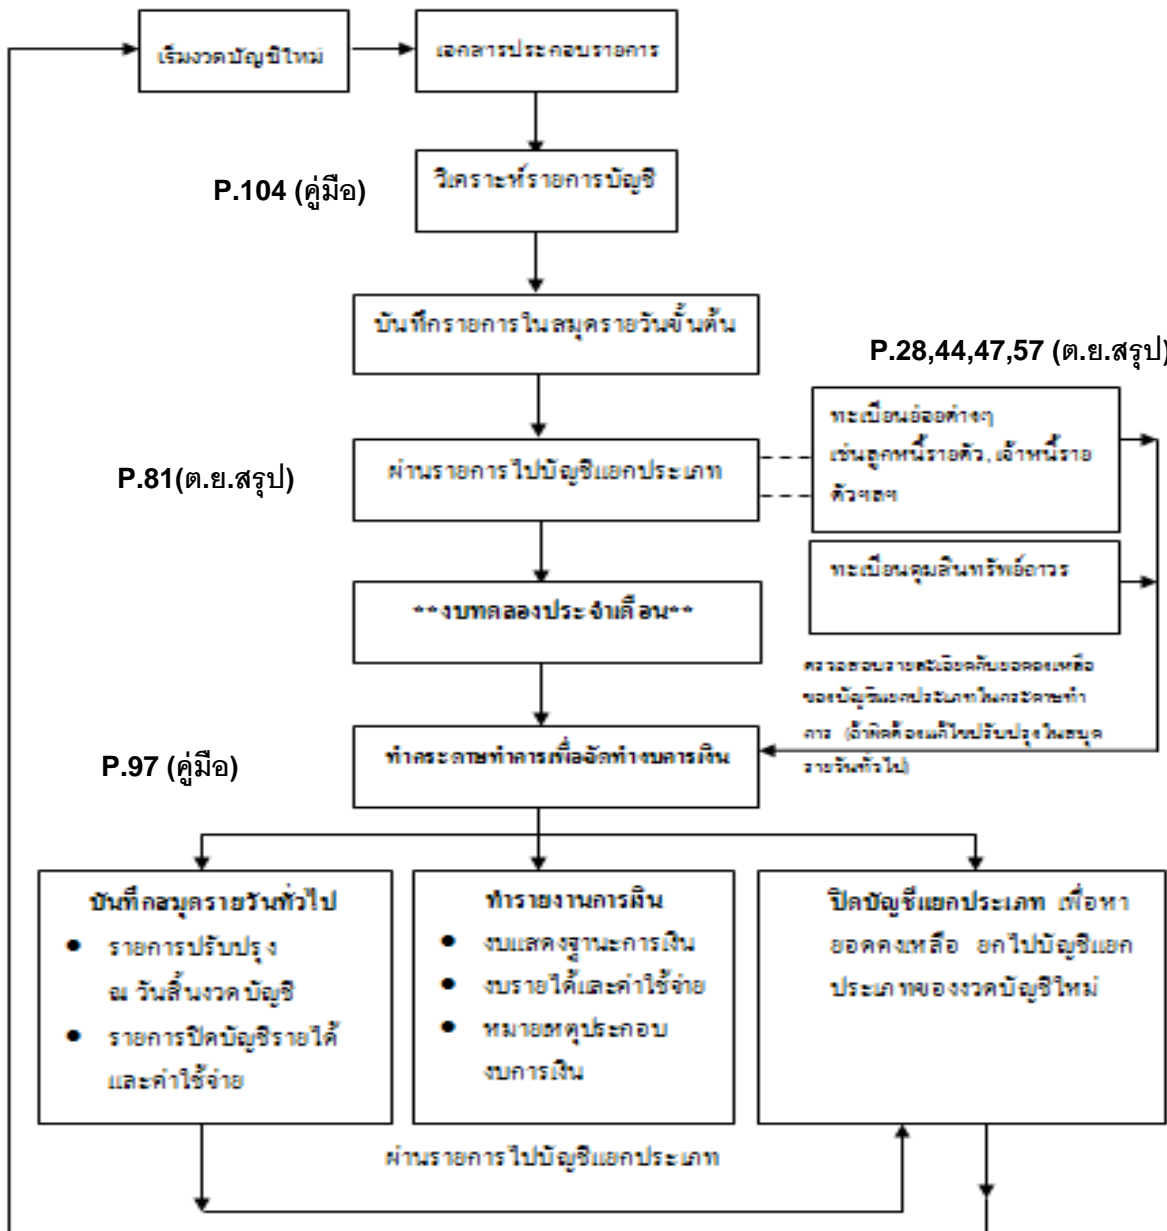 เริ่มงวดบัญชีใหม่
เอกสารประกอบรายการ
วิเคราะห์รายการบัญชี
P.104 (คู่มือ)
บันทึกรายการในสมุดรายวันขั้นต้น
P.28,44,47,57 (ต.ย.สรุป)
ทะเบียนย่อยต่างๆ
เช่นลูกหนี้รายตัว, เจ้าหนี้ราย
ตัวฯลฯ
ผ่านรายการไปบัญชีแยกประเภท
P.81(ต.ย.สรุป)
ทะเบียนคุมสินทรัพย์ถาวร
**งบทดลองประจำเดือน**
ตรวจสอบรายละเอียดกับยอดคงเหลือ
ของบัญชีแยกประเภทในกระดาษทำ
การ (ถ้าผิดต้องแก้ไขปรับปรุงในสมุด
รายวันทั่วไป)
ทำกระดาษทำการเพื่อจัดทำงบการเงิน
P.97 (คู่มือ)
บันทึกสมุดรายวันทั่วไป
● รายการปรับปรุง
ณ วันสิ้นงวดบัญชี
● รายการปิดบัญชีรายได้
และค่าใช้จ่าย
ทำรายงานการเงิน
● งบแสดงฐานะการเงิน
● งบรายได้และค่าใช้จ่าย
● หมายเหตุประกอบ
งบการเงิน
ปิดบัญชีแยกประเภท เพื่อหา
ยอดคงเหลือ ยกไปบัญชีแยก
ประเภทของงวดบัญชีใหม่
ผ่านรายการไปบัญชีแยกประเภท